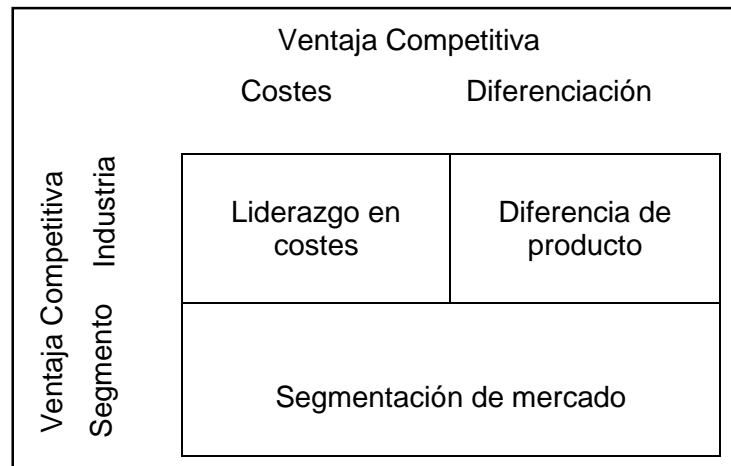 Ventaja Competitiva
Costes Diferenciación
Ventaja Competitiva
Industria
Segmento
Liderazgo en
costes
Diferencia de
producto
Segmentación de mercado